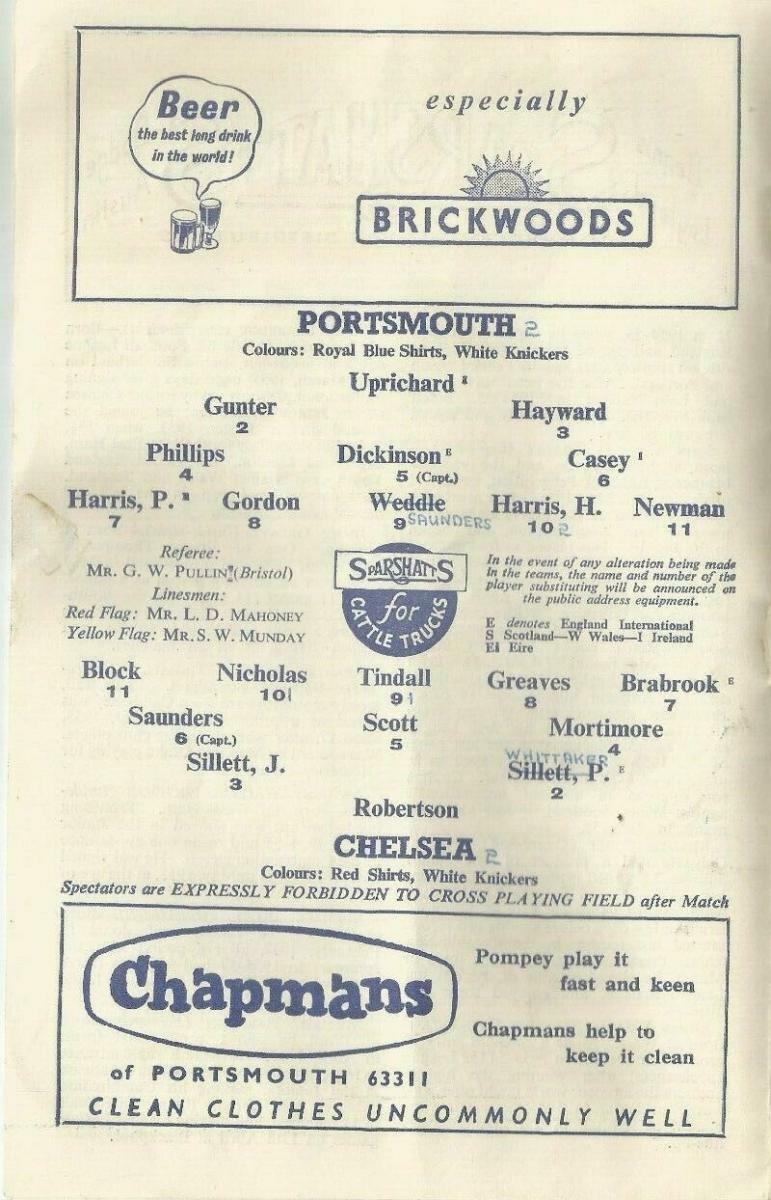 Beer
the best long drink
in the world!
especially
BRICKWOODS
PORTSMOUTH 2
Colours: Royal Blue Shirts, White Knickers
Uprichard I
Gunter
2
Hayward
3
Phillips
4
Dickinson E
5 (Capt.)
Casey I
6
Harris, P.
7
Gordon
8
Weddle
9 SAUNDERS
Harris, H.
10 2
Newman
11
Referee:
MR. G. W. PULLIN (Bristol)
Linesmen:
Red Flag: MR. L. D. MAHONEY
Yellow Flag: MR. S. W. MUNDAY
SPARSHATTS
for
CATTLE TRUCKS
In the event of any alteration being made
in the teams, the name and number of the
player substituting will be announced on
the public address equipment.
E denotes England International
S Scotland—W Wales—I Ireland
EI Eire
Block
11
Nicholas
10 1
Tindall
9 1
Greaves
8
Brabrook E
7
Saunders
6 (Capt.)
Scott
5
Mortimore
4
Sillett, J.
3
WHITTAKER
Sillett, P. E
2
Robertson
CHELSEA 2
Colours: Red Shirts, White Knickers
Spectators are EXPRESSLY FORBIDDEN TO CROSS PLAYING FIELD after Match
Chapmans
of PORTSMOUTH 63311
CLEAN CLOTHES UNCOMMONLY WELL
Pompey play it
fast and keen
Chapmans help to
keep it clean